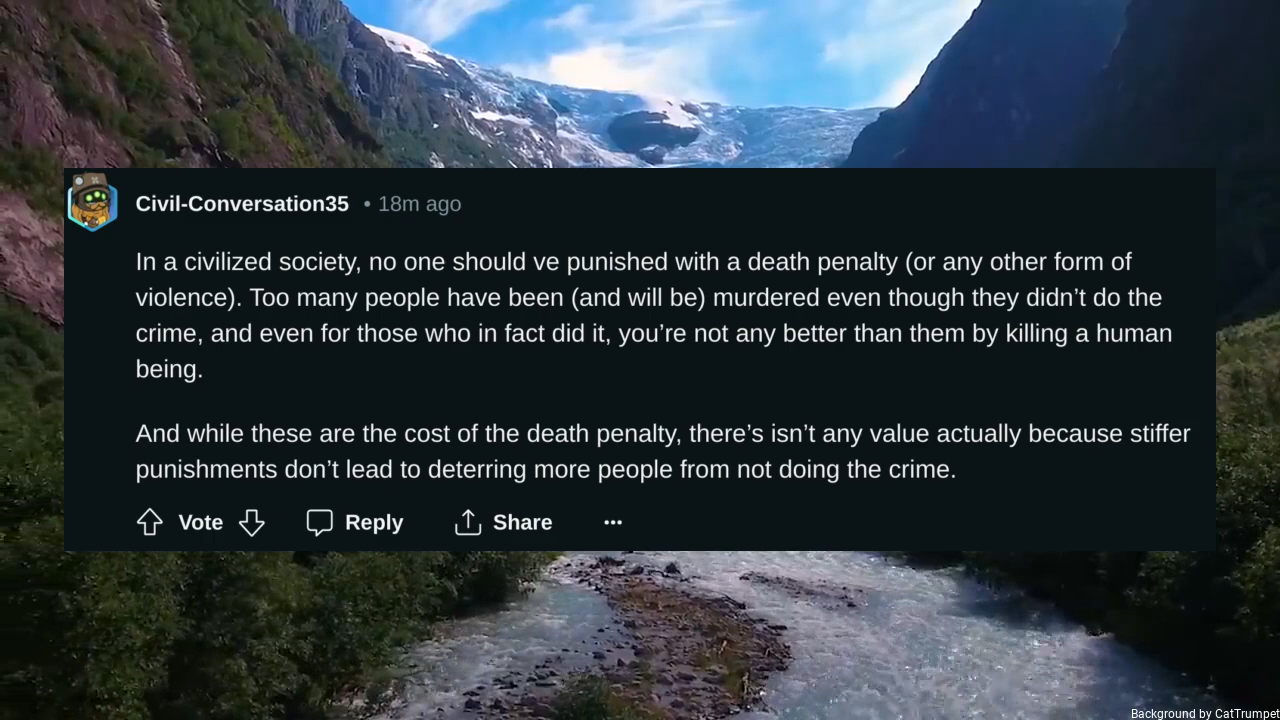 Civil-Conversation35 • 18m ago
In a civilized society, no one should ve punished with a death penalty (or any other form of
violence). Too many people have been (and will be) murdered even though they didn’t do the
crime, and even for those who in fact did it, you’re not any better than them by killing a human
being.
And while these are the cost of the death penalty, there’s isn’t any value actually because stiffer
punishments don’t lead to deterring more people from not doing the crime.
Vote Reply Share ...
Background by CatTrumpet